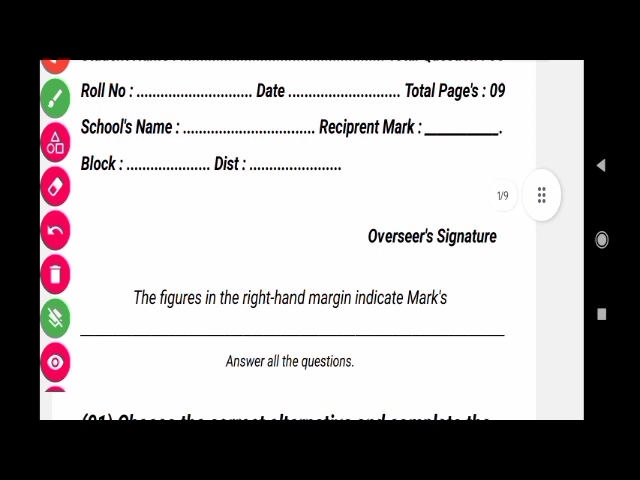 Roll No : ............................. Date ............................ Total Page's : 09
School's Name : ................................. Reciprent Mark : ___________.
Block : ..................... Dist : .......................
1/9
Overseer's Signature
The figures in the right-hand margin indicate Mark's
Answer all the questions.